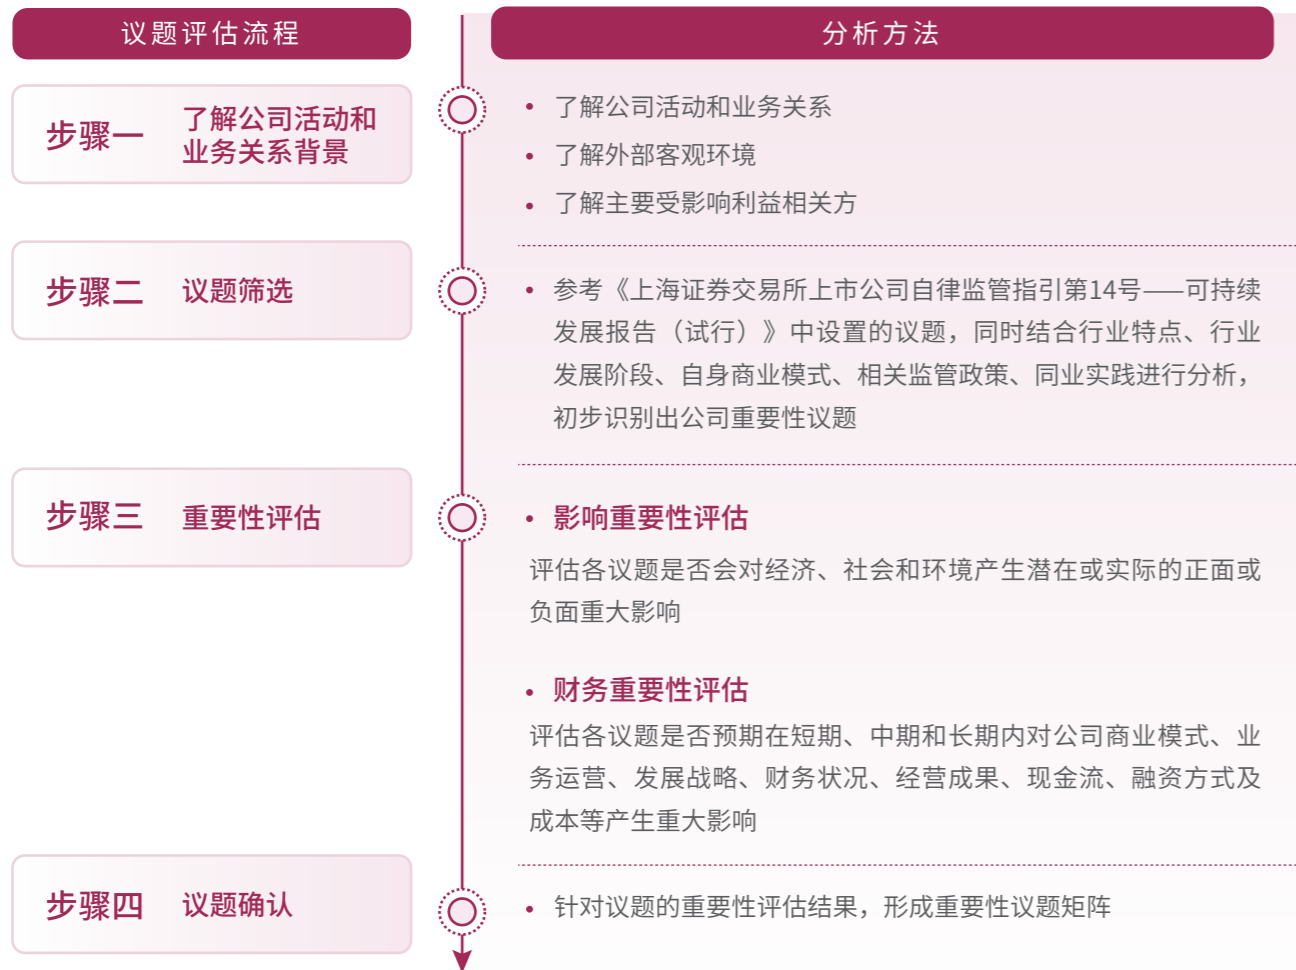 议题评估流程
分析方法
步骤一
了解公司活动和
业务关系背景
• 了解公司活动和业务关系
• 了解外部客观环境
• 了解主要受影响利益相关方
步骤二
议题筛选
• 参考《上海证券交易所上市公司自律监管指引第14号——可持续
发展报告（试行）》中设置的议题，同时结合行业特点、行业
发展阶段、自身商业模式、相关监管政策、同业实践进行分析，
初步识别出公司重要性议题
步骤三
重要性评估
• 影响重要性评估
评估各议题是否会对经济、社会和环境产生潜在或实际的正面或
负面重大影响
• 财务重要性评估
评估各议题是否预期在短期、中期和长期内对公司商业模式、业
务运营、发展战略、财务状况、经营成果、现金流、融资方式及
成本等产生重大影响
步骤四
议题确认
• 针对议题的重要性评估结果，形成重要性议题矩阵